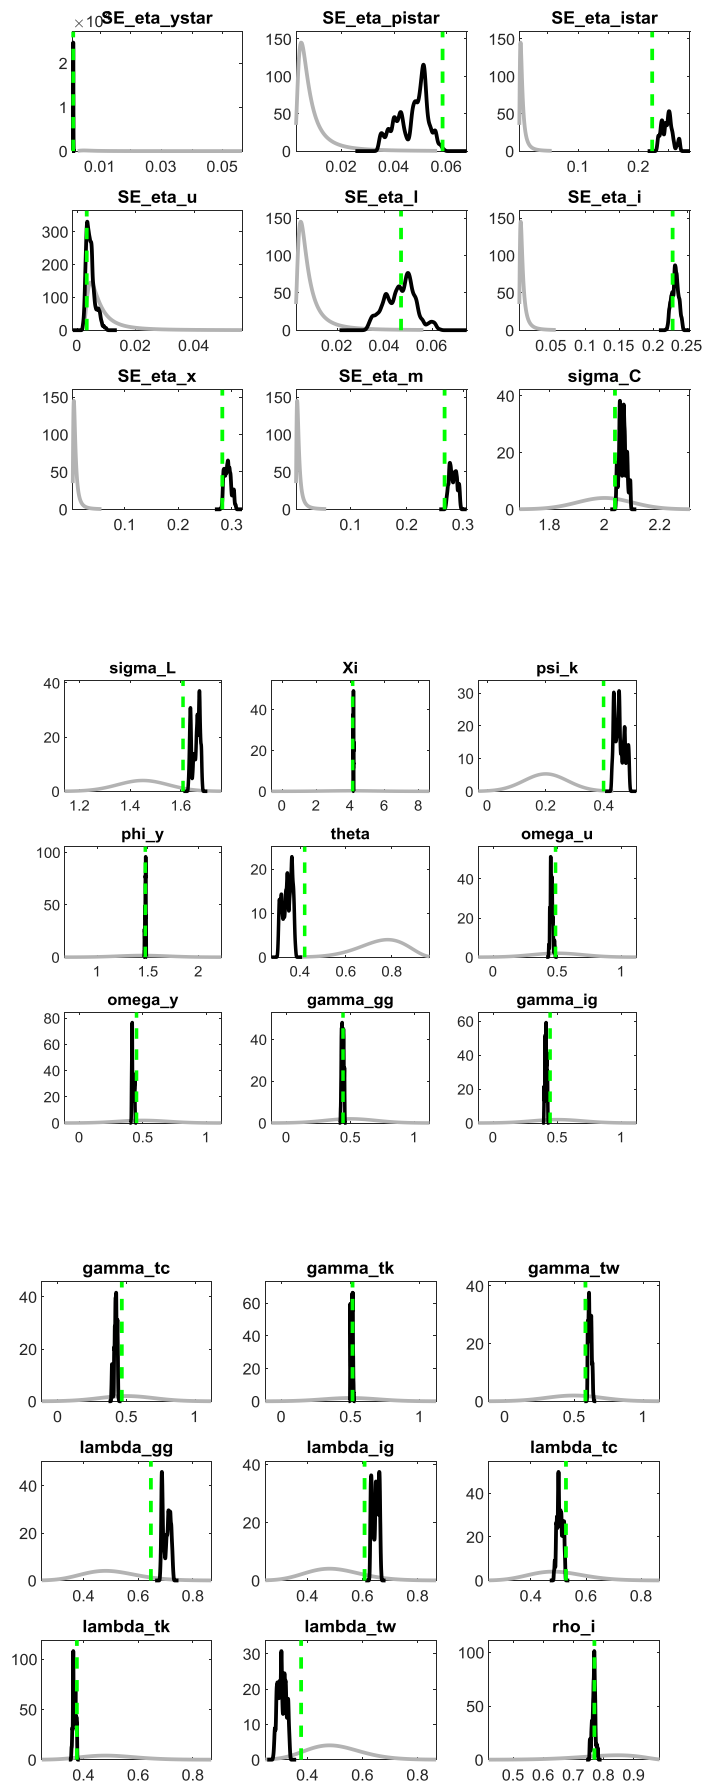 SE_eta_ystar SE_eta_pistar SE_eta_istar
×10
2 150 150
100 100
1 50 50
0 0 0
0.01 0.03 0.05 0.02 0.04 0.06 0.1 0.2
SE_eta_u SE_eta_l SE_eta_i
300 150 150
200 100 100
100 50 50
0 0 0
0 0.02 0.04 0.02 0.04 0.06 0.05 0.1 0.15 0.2 0.25
SE_eta_x SE_eta_m sigma_C
150 150 40
100 100
50 50 20
0 0 0
0.1 0.2 0.3 0.1 0.2 0.3 1.8 2 2.2
sigma_L Xi psi_k
40 40 30
20 20 20
10
0 0 0
1.2 1.4 1.6 0 2 4 6 8 0 0.2 0.4
phi_y theta omega_u
100 20 40
50 10 20
0 0 0
1 1.5 2 0.4 0.6 0.8 0 0.5 1
omega_y gamma_gg gamma_ig
80 40 60
60 40
40 20
20 20
0 0 0
0 0.5 1 0 0.5 1 0 0.5 1
gamma_tc gamma_tk gamma_tw
40 60 40
20 40 20
20
0 0 0
0 0.5 1 0 0.5 1 0 0.5 1
lambda_gg lambda_ig lambda_tc
40 40 40
20 20 20
0 0 0
0.4 0.6 0.8 0.4 0.6 0.8 0.4 0.6 0.8
lambda_tk lambda_tw rho_i
100 30 100
50 20 50
10
0 0 0
0.4 0.6 0.8 0.4 0.6 0.8 0.5 0.6 0.7 0.8 0.9